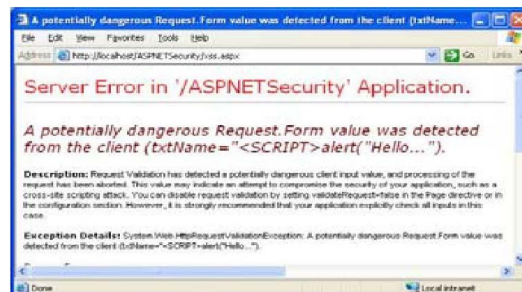 A potentially dangerous Request.Form value was detected from the client (txtName...
File Edit View Favorites Tools Help
Address http://localhost/ASPNETSecurity/xss.aspx Go Links
Server Error in '/ASPNETSecurity' Application.
A potentially dangerous Request.Form value was detected
from the client (txtName="<SCRIPT>alert("Hello...").
Description: Request Validation has detected a potentially dangerous client input value, and processing of the
request has been aborted. This value may indicate an attempt to compromise the security of your application, such as a
cross-site scripting attack. You can disable request validation by setting validateRequest=false in the Page directive or in
the configuration section. However, it is strongly recommended that your application explicitly check all inputs in this
case.
Exception Details: System.Web.HttpRequestValidationException: A potentially dangerous Request.Form value was
detected from the client (txtName="<SCRIPT>alert("Hello...").
Done Local intranet